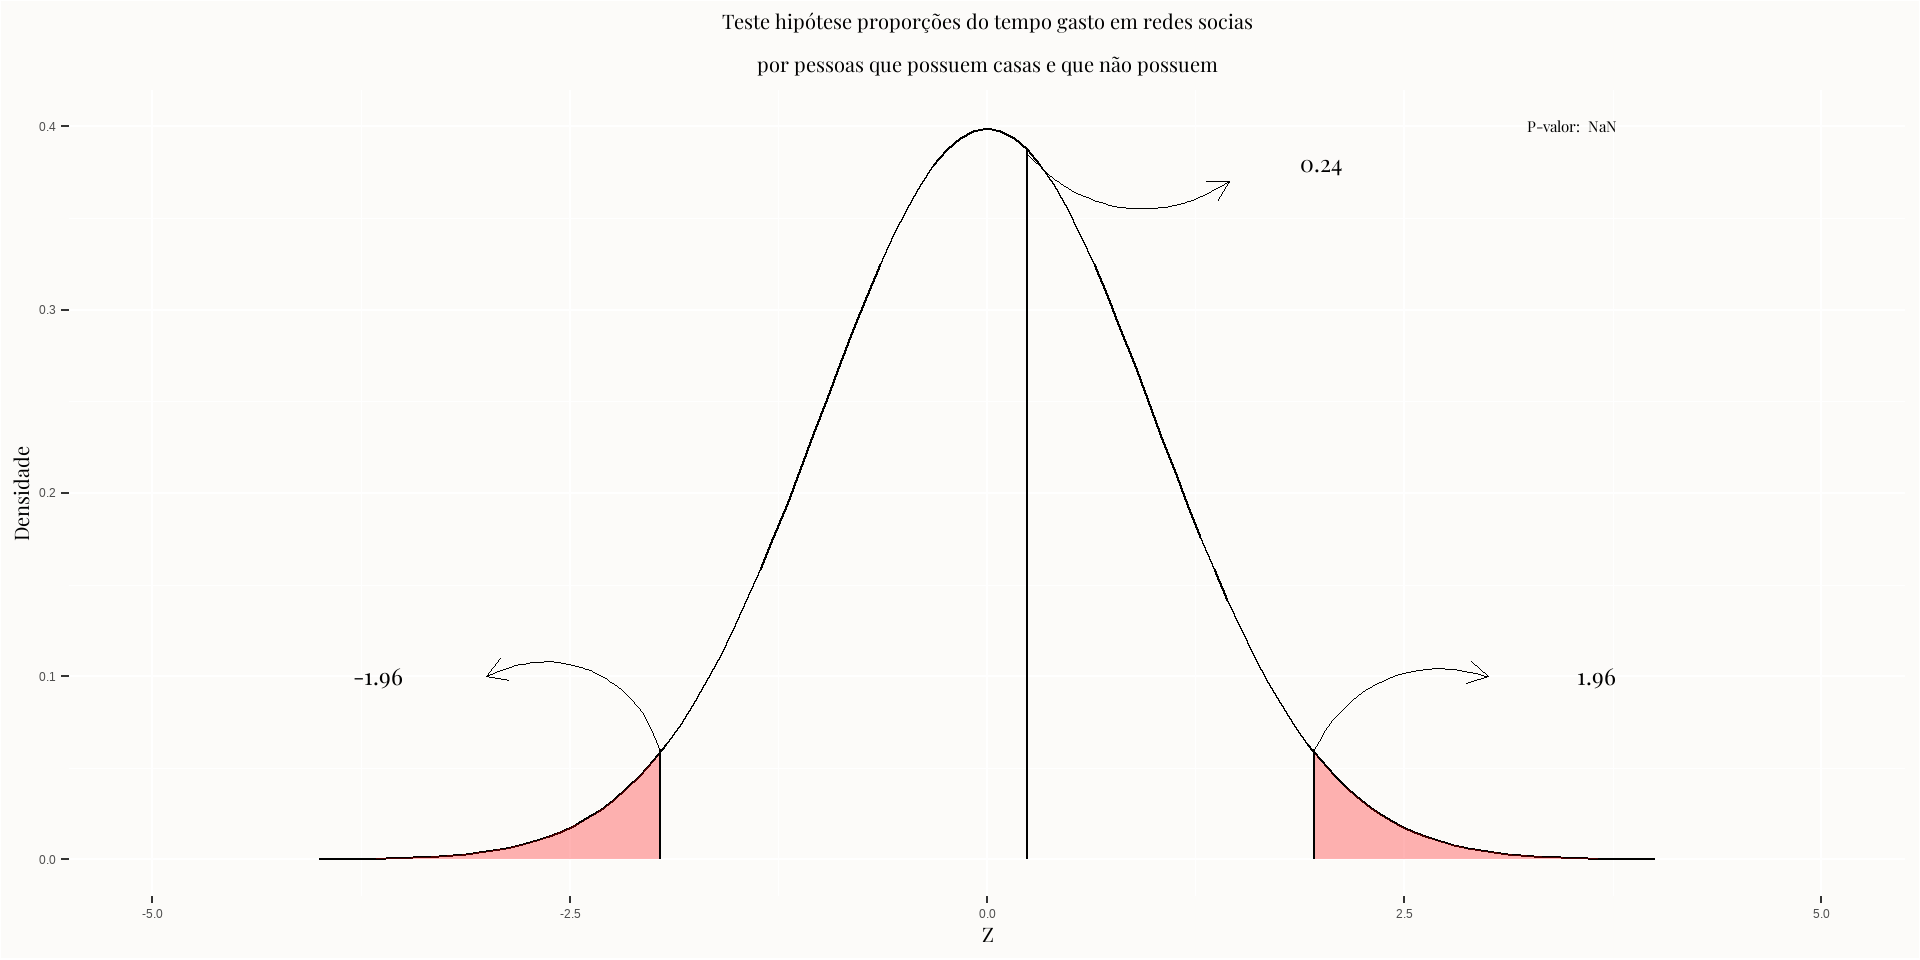 Teste hipótese proporções do tempo gasto em redes socias
por pessoas que possuem casas e que não possuem
0.4
P-valor: NaN
0.24
0.3
Densidade
0.2
0.1
-1.96
1.96
0.0
-5.0
-2.5
0.0
2.5
5.0
Z